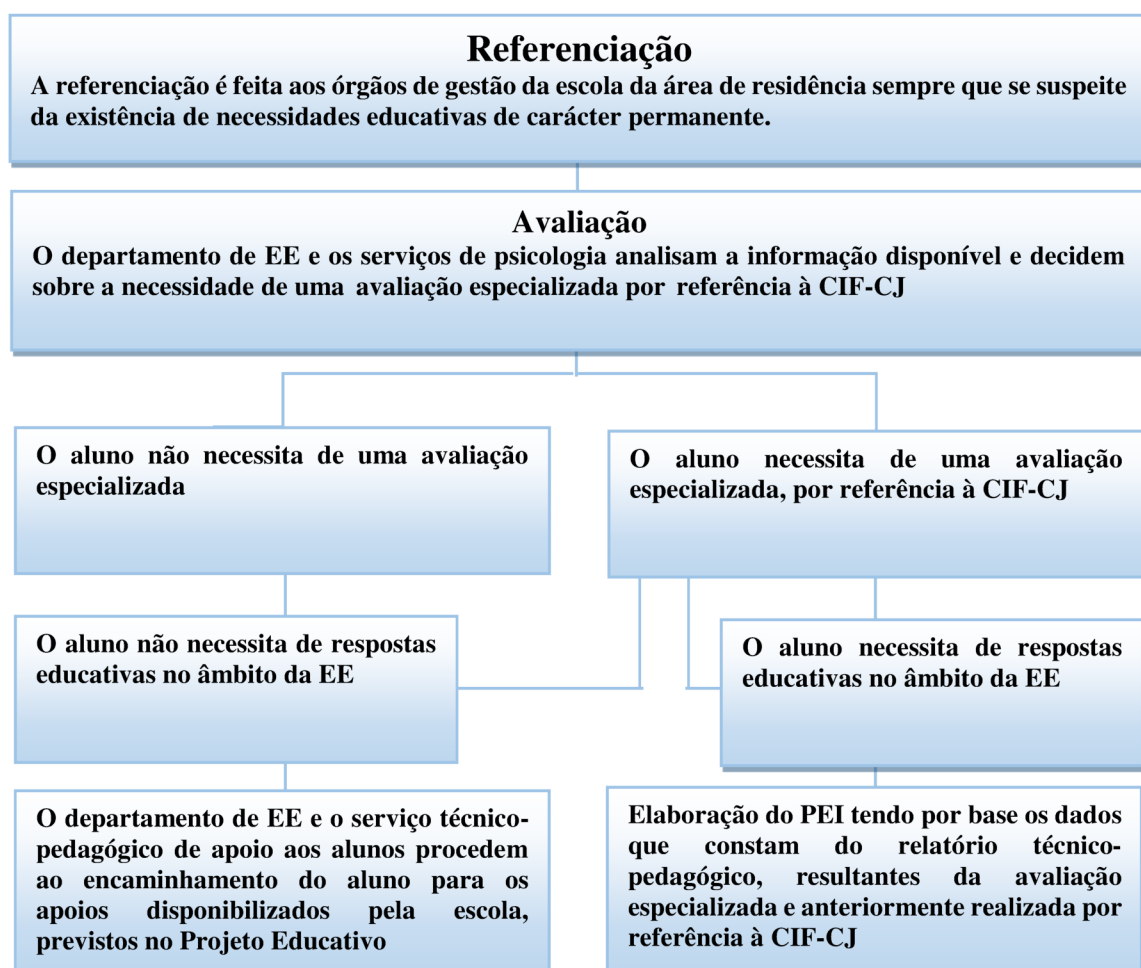 Referenciação
A referenciação é feita aos órgãos de gestão da escola da área de residência sempre que se suspeite
da existência de necessidades educativas de carácter permanente.
Avaliação
O departamento de EE e os serviços de psicologia analisam a informação disponível e decidem
sobre a necessidade de uma avaliação especializada por referência à CIF-CJ
O aluno não necessita de uma avaliação
especializada
O aluno necessita de uma avaliação
especializada, por referência à CIF-CJ
O aluno não necessita de respostas
educativas no âmbito da EE
O aluno necessita de respostas
educativas no âmbito da EE
O departamento de EE e o serviço técnico-
pedagógico de apoio aos alunos procedem
ao encaminhamento do aluno para os
apoios disponibilizados pela escola,
previstos no Projeto Educativo
Elaboração do PEI tendo por base os dados
que constam do relatório técnico-
pedagógico, resultantes da avaliação
especializada e anteriormente realizada por
referência à CIF-CJ